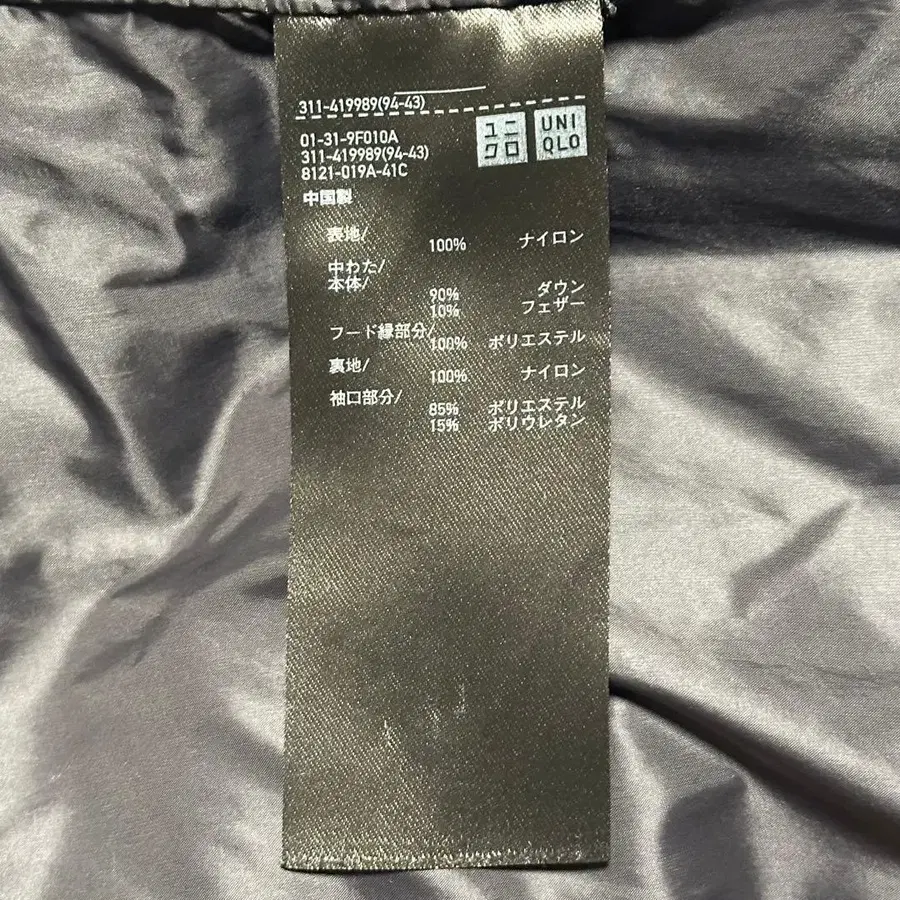 311-419989(94-43)
ユニ
クロ
UNI
QLO
01-31-9F010A
311-419989(94-43)
8121-019A-41C
中国製
表地/
100% ナイロン
中わた/
本体/
90% ダウン
10% フェザー
フード縁部分/
100% ポリエステル
裏地/
100% ナイロン
袖口部分/
85% ポリエステル
15% ポリウレタン